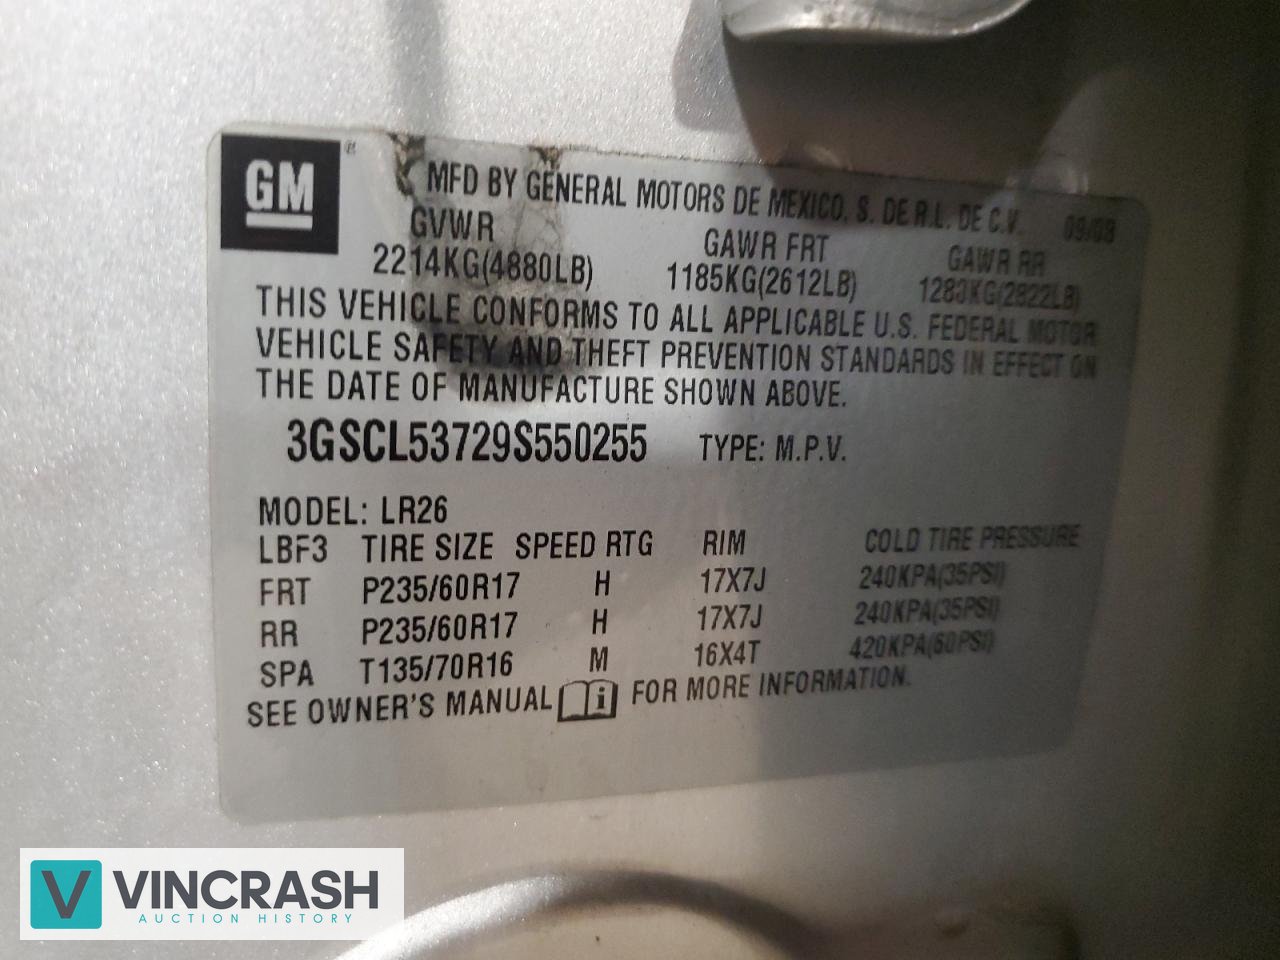 GM®
MFD BY GENERAL MOTORS DE MEXICO, S. DE R.L. DE C.V. 09/08
GVWR GAWR FRT GAWR RR
2214KG(4880LB) 1185KG(2612LB) 1283KG(2822LB)
THIS VEHICLE CONFORMS TO ALL APPLICABLE U.S. FEDERAL MOTOR
VEHICLE SAFETY AND THEFT PREVENTION STANDARDS IN EFFECT ON
THE DATE OF MANUFACTURE SHOWN ABOVE.
3GSCL53729S550255 TYPE: M.P.V.
MODEL: LR26
LBF3 TIRE SIZE SPEED RTG RIM COLD TIRE PRESSURE
FRT P235/60R17 H 17X7J 240KPA(35PSI)
RR P235/60R17 H 17X7J 240KPA(35PSI)
SPA T135/70R16 M 16X4T 420KPA(60PSI)
SEE OWNER'S MANUAL i FOR MORE INFORMATION.
V VINCRASH
AUCTION HISTORY